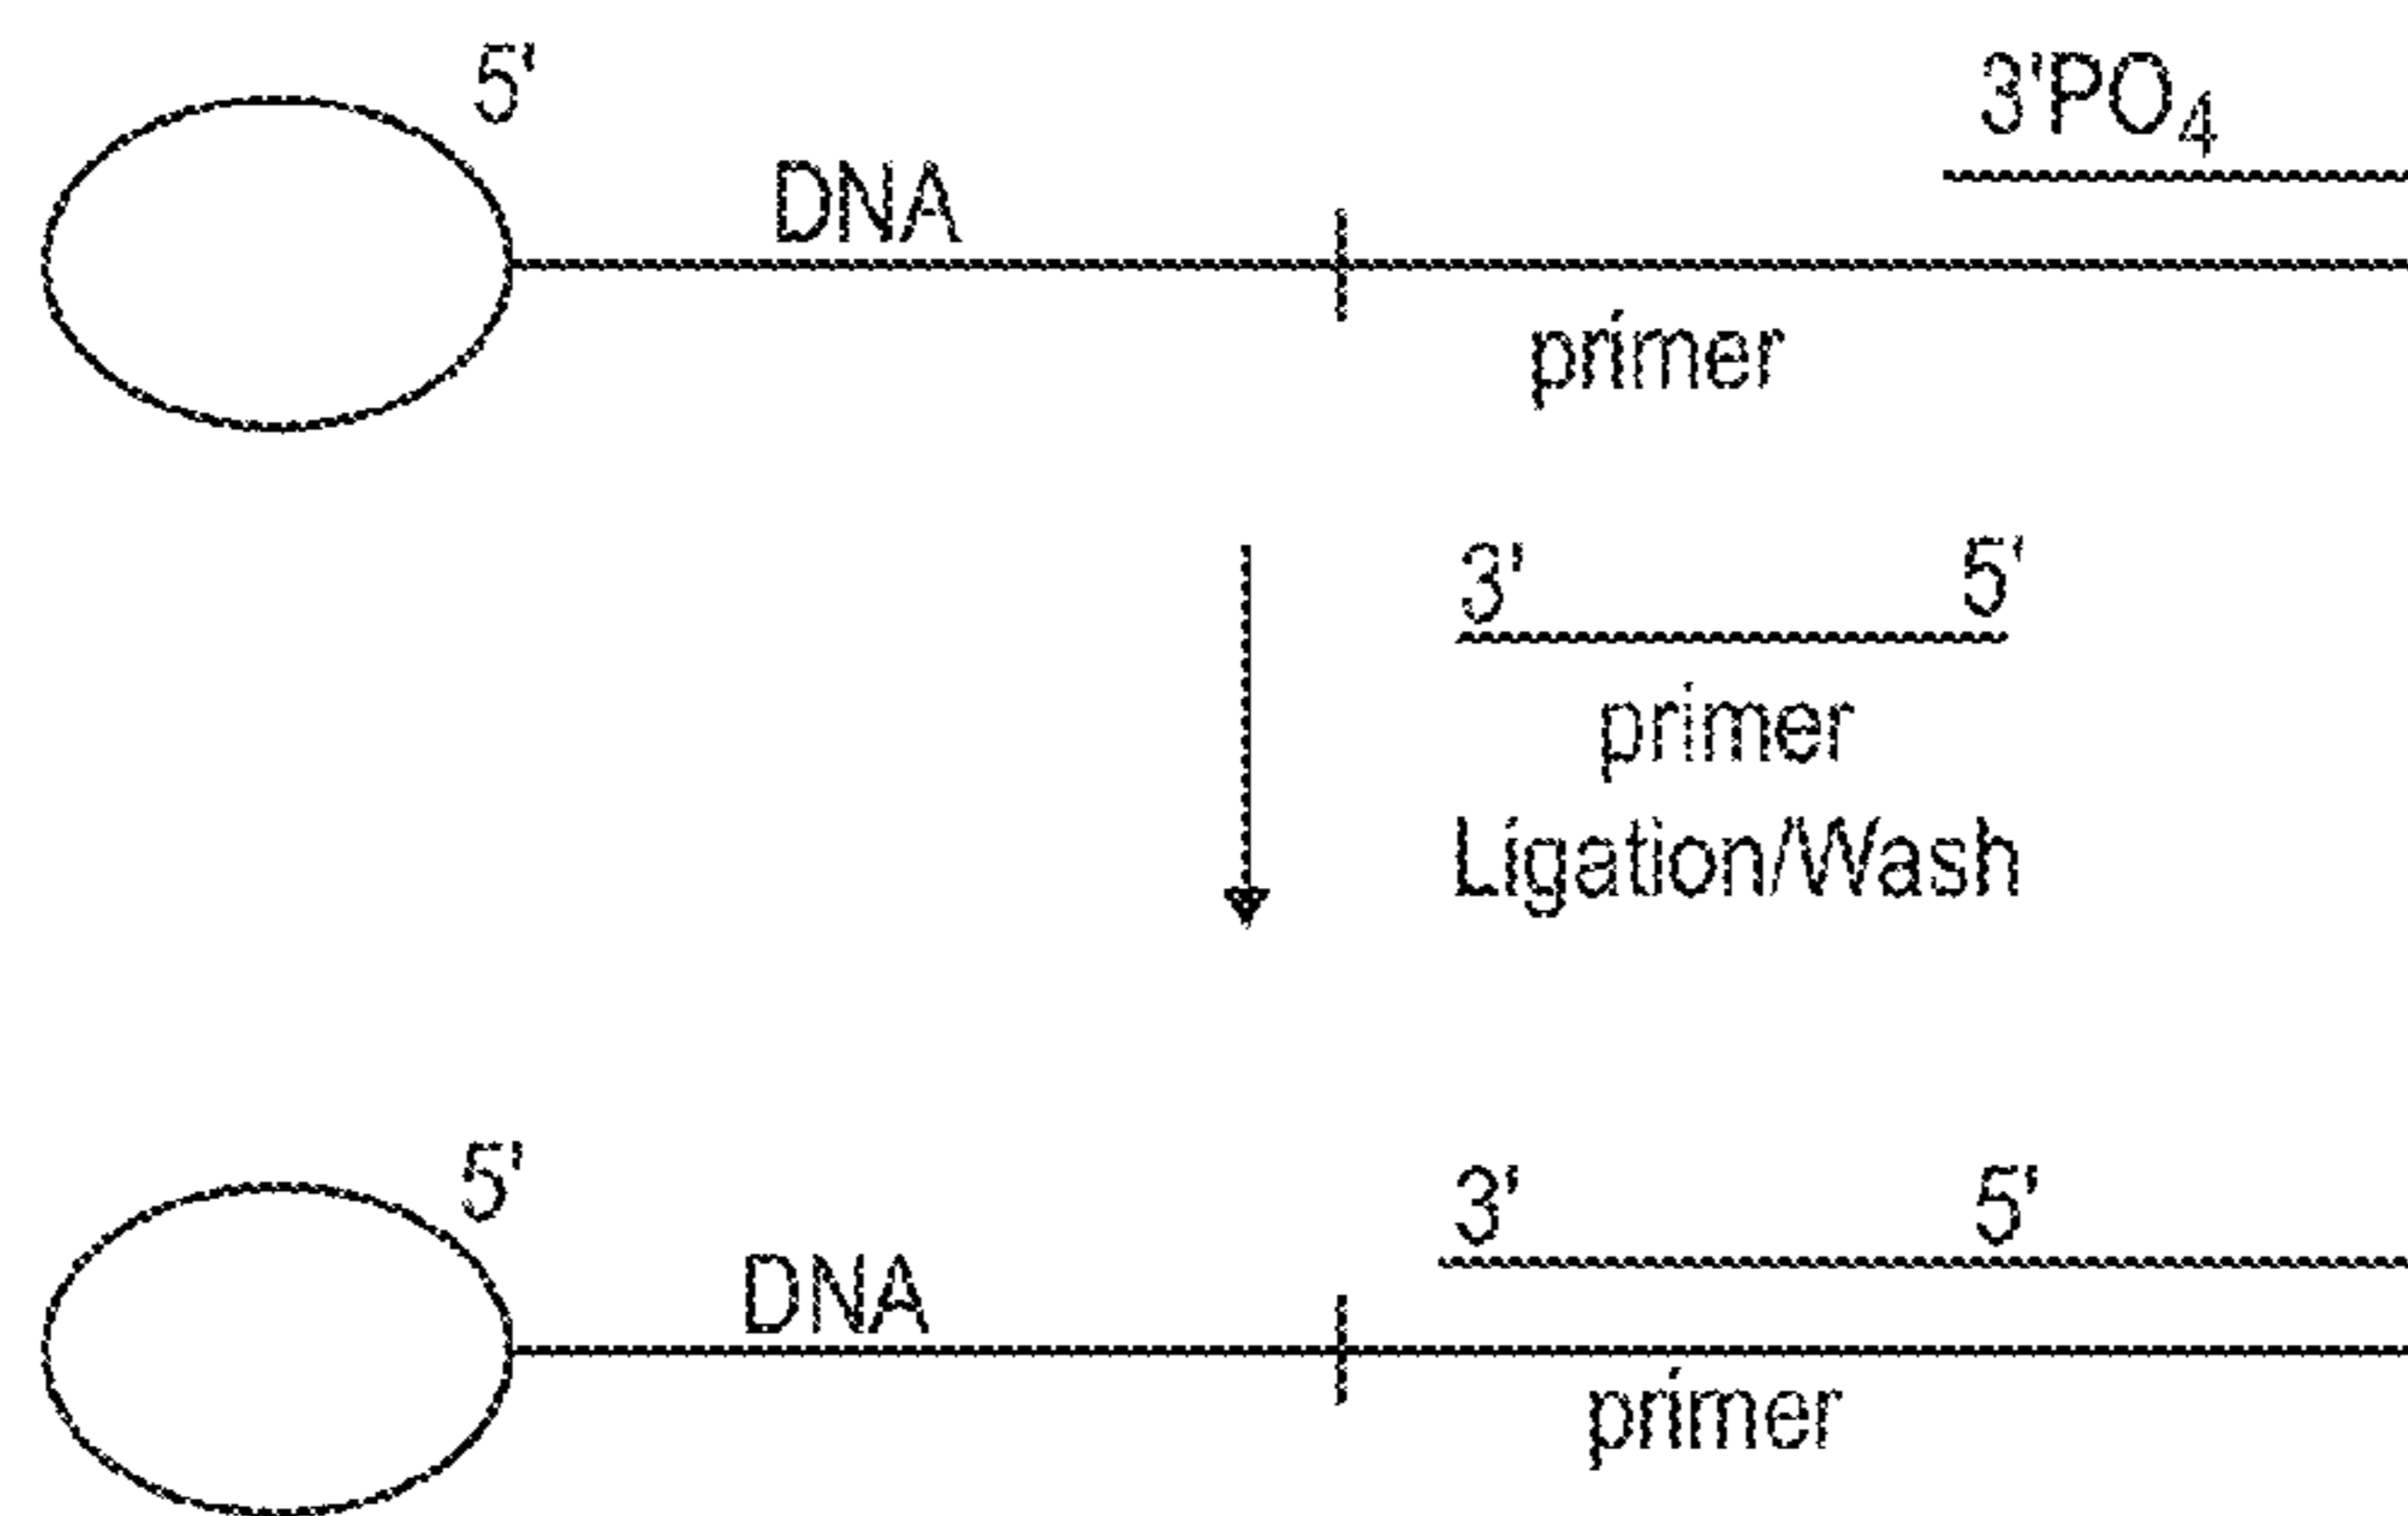 5'
3'PO4
DNA
primer
3' 5'
primer
Ligation/Wash
5'
3' 5'
DNA
primer